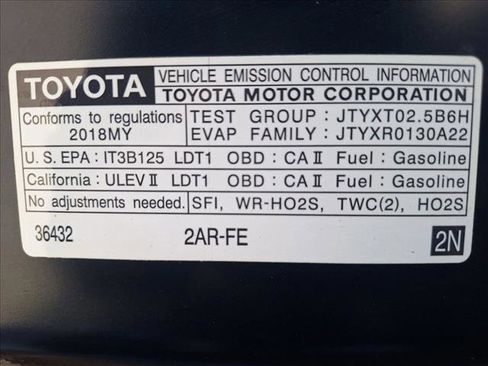 TOYOTA VEHICLE EMISSION CONTROL INFORMATION
TOYOTA MOTOR CORPORATION
Conforms to regulations TEST GROUP : JTYXT02.5B6H
2018MY EVAP FAMILY : JTYXR0130A22
U. S. EPA : IT3B125 LDT1 OBD : CA II Fuel : Gasoline
California : ULEV II LDT1 OBD : CA II Fuel : Gasoline
No adjustments needed. SFI, WR-HO2S, TWC(2), HO2S
36432 2AR-FE 2N